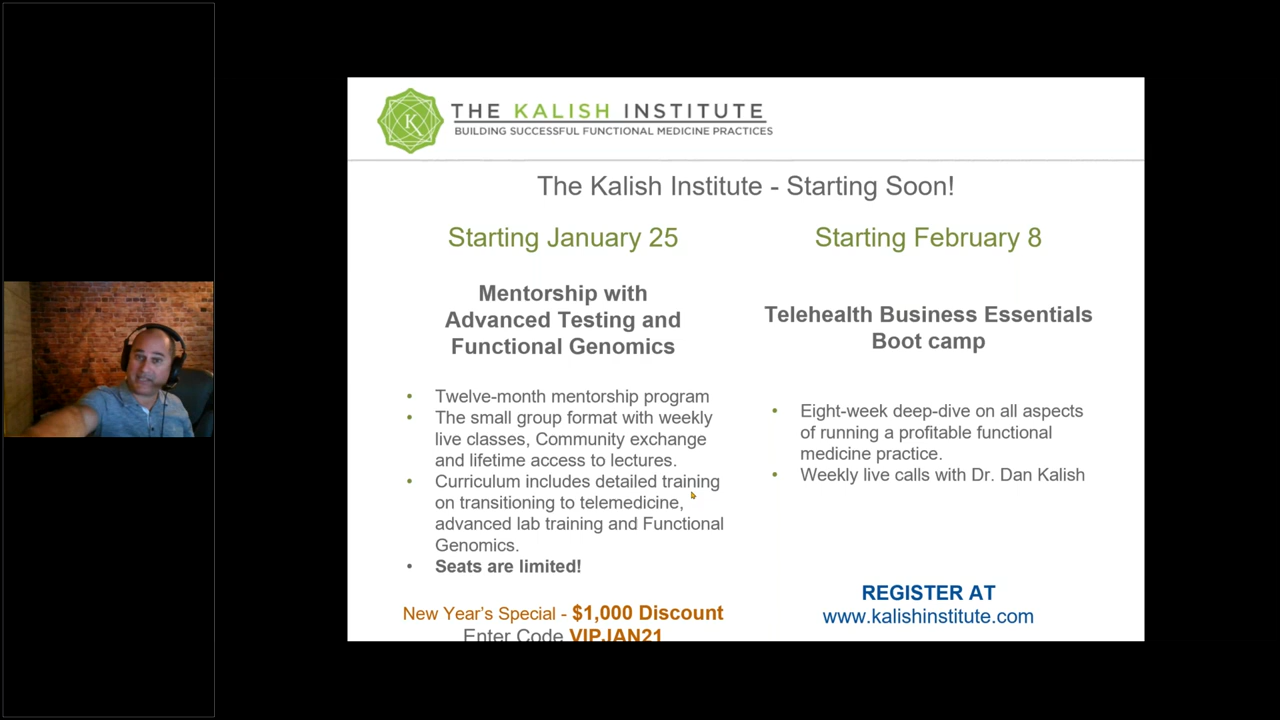 THE KALISH INSTITUTE
BUILDING SUCCESSFUL FUNCTIONAL MEDICINE PRACTICES
The Kalish Institute - Starting Soon!
Starting January 25
Mentorship with
Advanced Testing and
Functional Genomics
• Twelve-month mentorship program
• The small group format with weekly
live classes, Community exchange
and lifetime access to lectures.
• Curriculum includes detailed training
on transitioning to telemedicine,
advanced lab training and Functional
Genomics.
• Seats are limited!
New Year's Special - $1,000 Discount
Enter Code VIPJAN21
Starting February 8
Telehealth Business Essentials
Boot camp
• Eight-week deep-dive on all aspects
of running a profitable functional
medicine practice.
• Weekly live calls with Dr. Dan Kalish
REGISTER AT
www.kalishinstitute.com